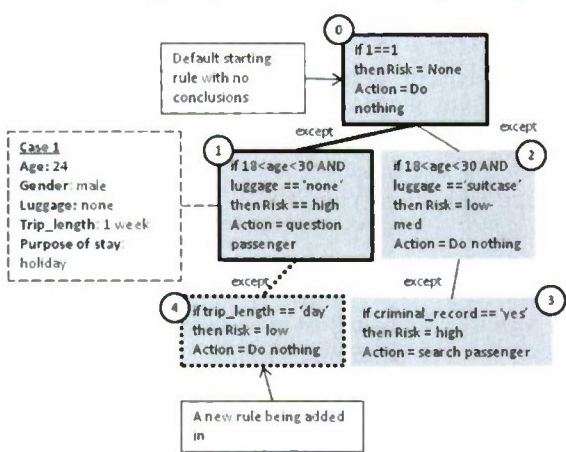 0
if 1==1
then Risk = None
Action = Do
nothing
Default starting
rule with no
conclusions
except
except
Case 1
Age: 24
Gender: male
Luggage: none
Trip_length: 1 week
Purpose of stay:
holiday
1
if 18<age<30 AND
luggage == 'none'
then Risk == high
Action = question
passenger
2
if 18<age<30 AND
luggage =='suitcase'
then Risk = low-
med
Action = Do nothing
except
except
4
if trip_length == 'day'
then Risk = low
Action = Do nothing
3
If criminal_record == 'yes'
then Risk = high
Action = search passenger
A new rule being added
in